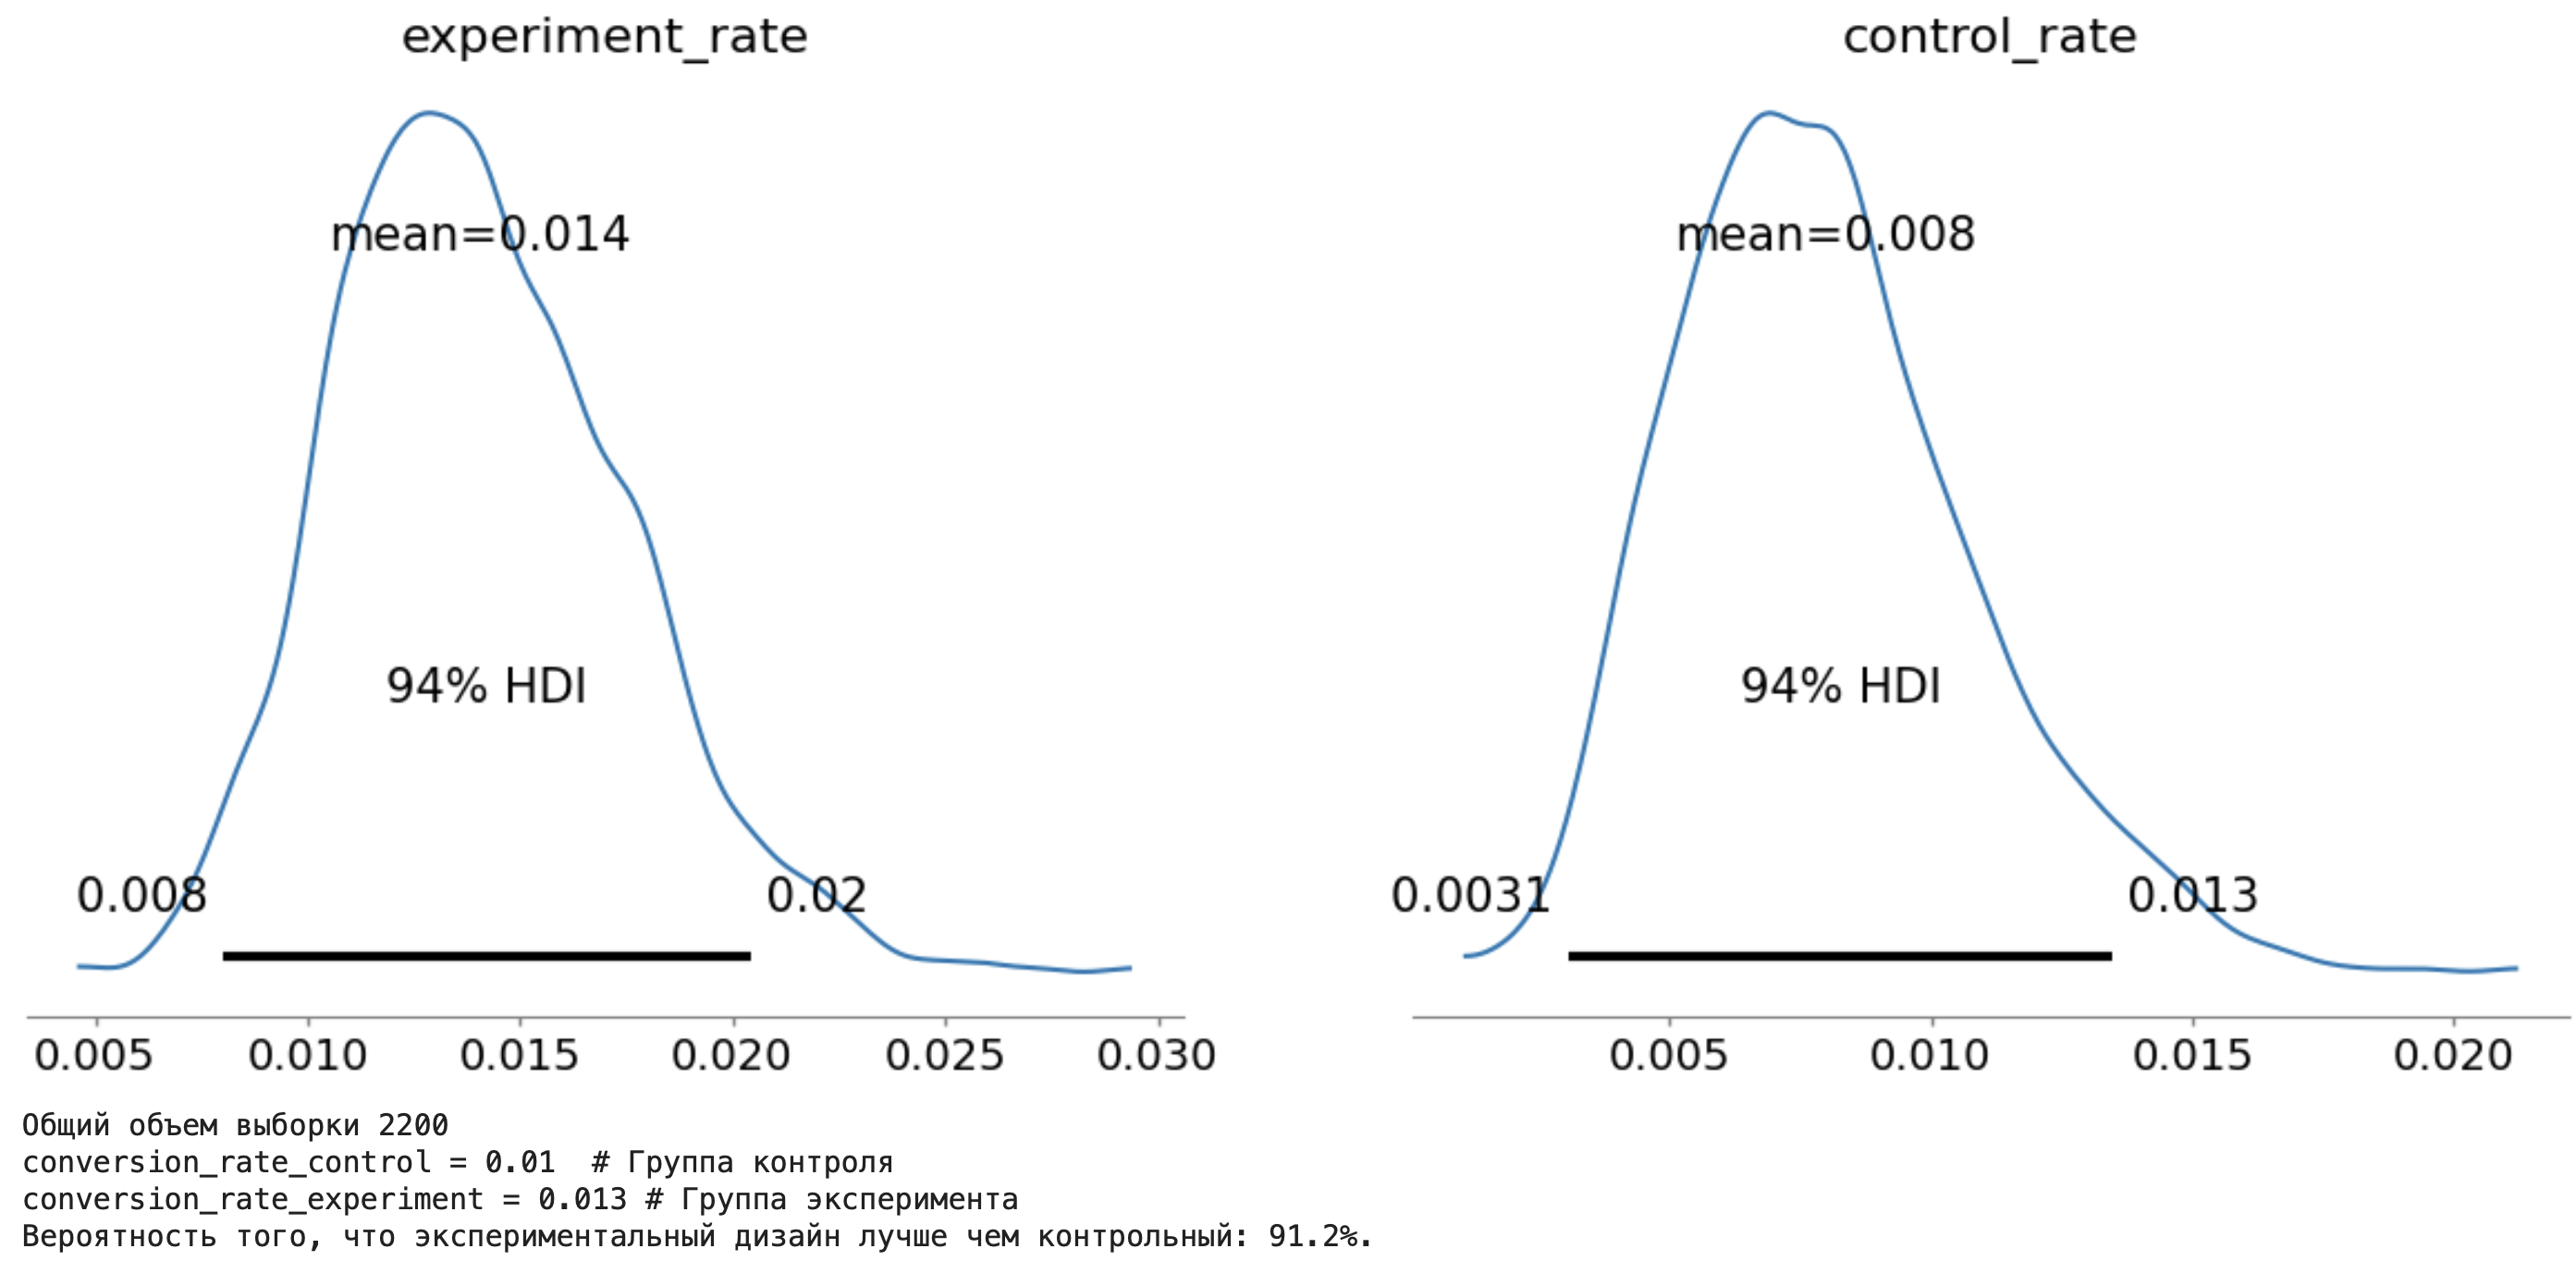 experiment_rate
mean=0.014
94% HDI
0.008
0.02
0.005 0.010 0.015 0.020 0.025 0.030
control_rate
mean=0.008
94% HDI
0.0031
0.013
0.005 0.010 0.015 0.020
Общий объем выборки 2200
conversion_rate_control = 0.01  # Группа контроля
conversion_rate_experiment = 0.013 # Группа эксперимента
Вероятность того, что экспериментальный дизайн лучше чем контрольный: 91.2%.